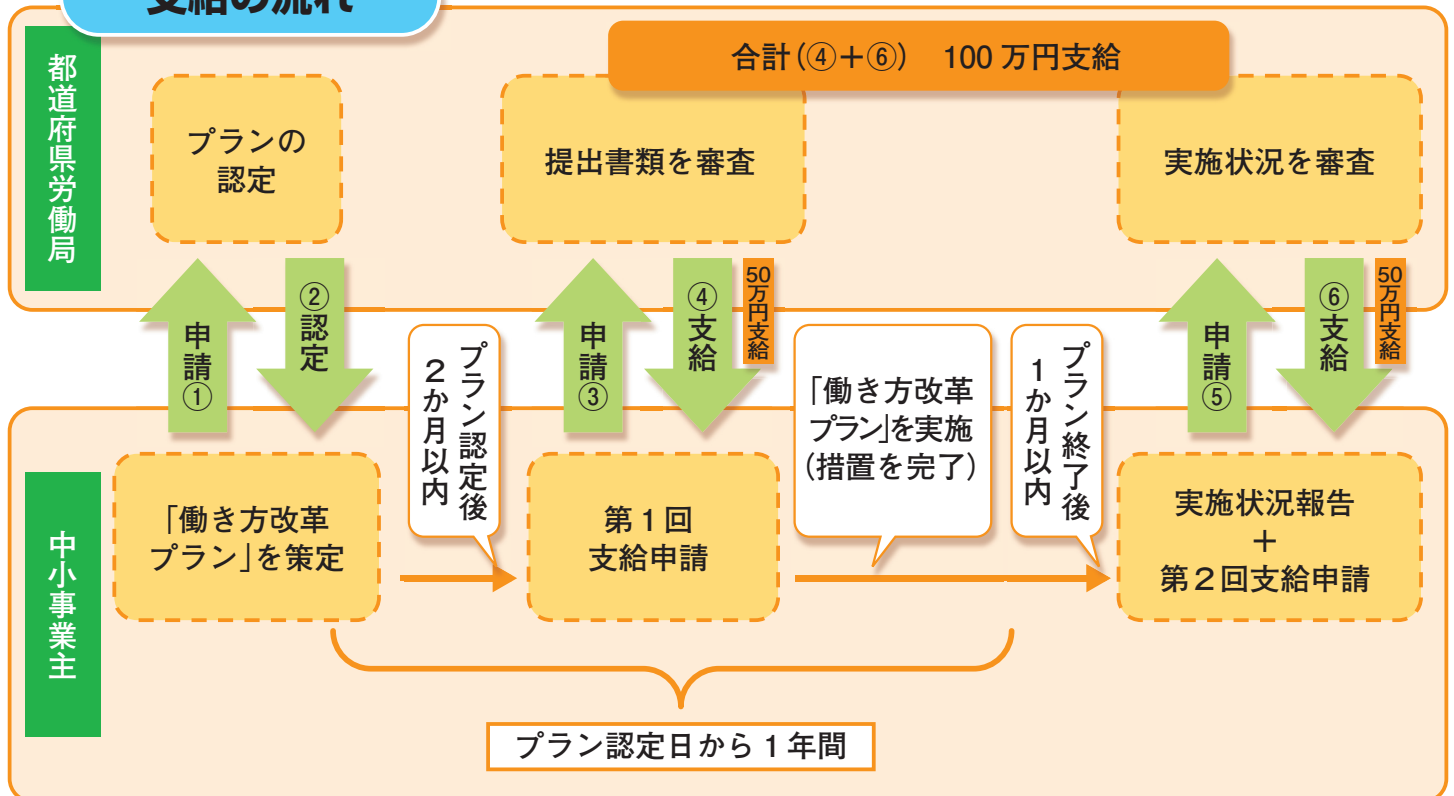 支給の流れ
都道府県労働局
合計(④+⑥) 100万円支給
プランの
認定
提出書類を審査
実施状況を審査
申請①
②認定
プラン認定後
2か月以内
申請③
④支給
50万円支給
「働き方改革
プラン」を実施
(措置を完了)
プラン終了後
1か月以内
申請⑤
⑥支給
50万円支給
中小事業主
「働き方改革
プラン」を策定
第1回
支給申請
実施状況報告
+
第2回支給申請
プラン認定日から1年間